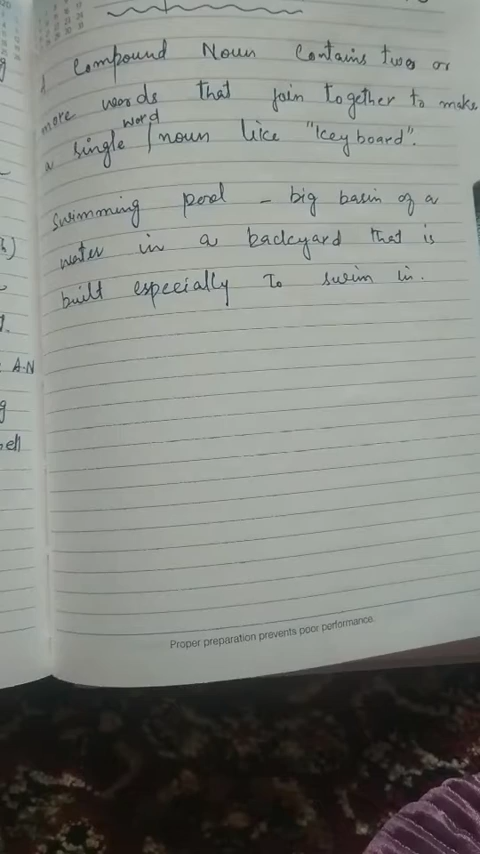 A Compound Noun Contains two or
more words that join together to make
word
a single / noun like "Keyboard".
swimming pool - big basin of a
water in a backyard that is
built especially To swim in.
A-N
Proper preparation prevents poor performance.